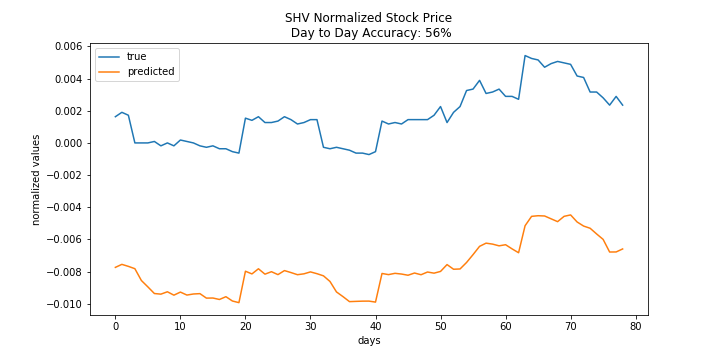 SHV Normalized Stock Price
Day to Day Accuracy: 56%
true
predicted
normalized values
0.006
0.004
0.002
0.000
−0.002
−0.004
−0.006
−0.008
−0.010
0 10 20 30 40 50 60 70 80
days